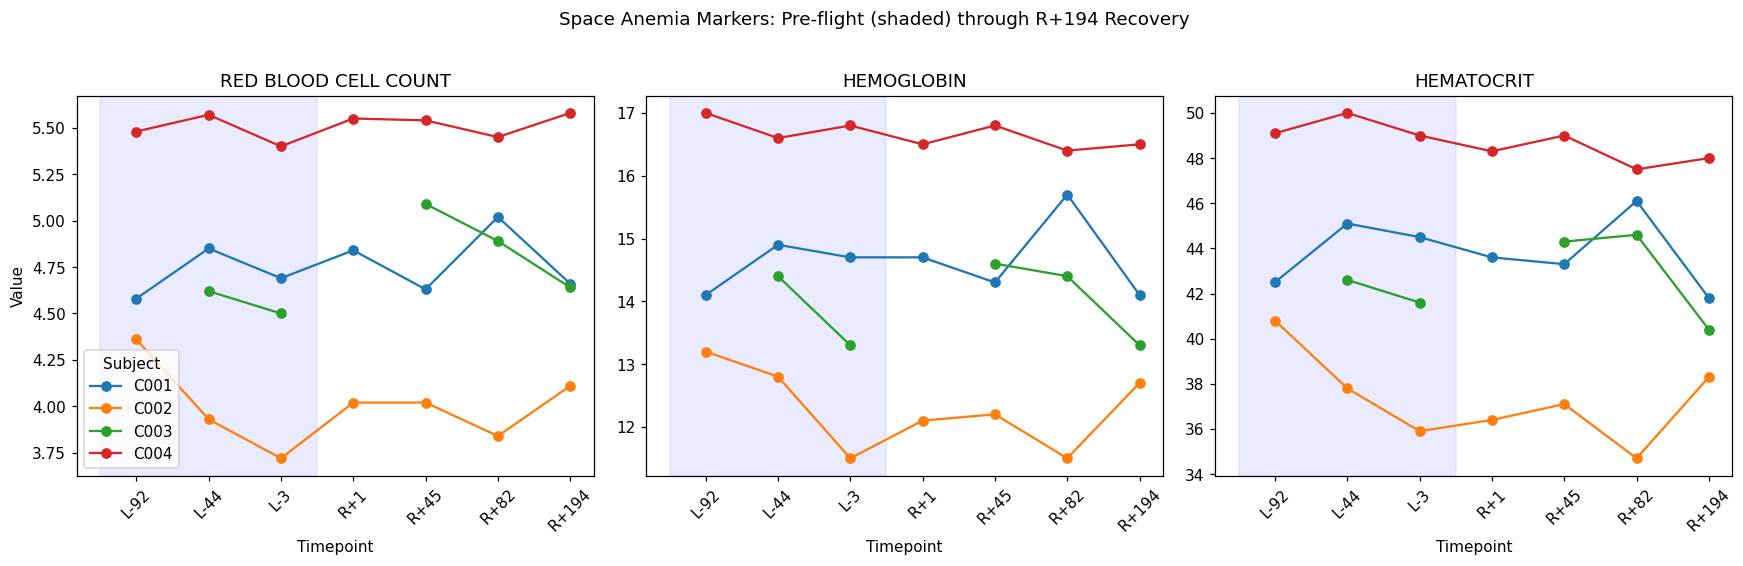 Space Anemia Markers: Pre-flight (shaded) through R+194 Recovery
RED BLOOD CELL COUNT
Value
5.50
5.25
5.00
4.75
4.50
4.25
4.00
3.75
Subject
C001
C002
C003
C004
L-92
L-44
L-3
R+1
R+45
R+82
R+194
Timepoint
HEMOGLOBIN
17
16
15
14
13
12
L-92
L-44
L-3
R+1
R+45
R+82
R+194
Timepoint
HEMATOCRIT
50
48
46
44
42
40
38
36
34
L-92
L-44
L-3
R+1
R+45
R+82
R+194
Timepoint